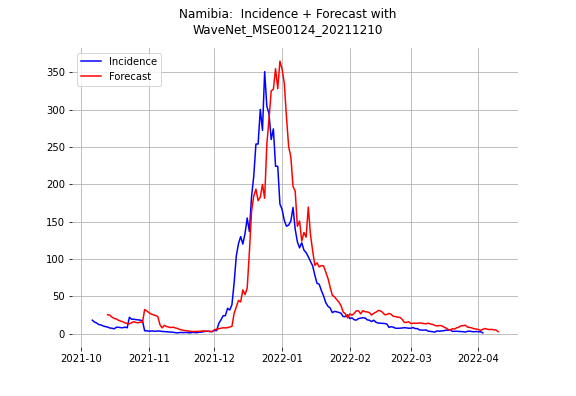 Namibia:  Incidence + Forecast with
WaveNet_MSE00124_20211210
Incidence
Forecast
350
300
250
200
150
100
50
0
2021-10 2021-11 2021-12 2022-01 2022-02 2022-03 2022-04